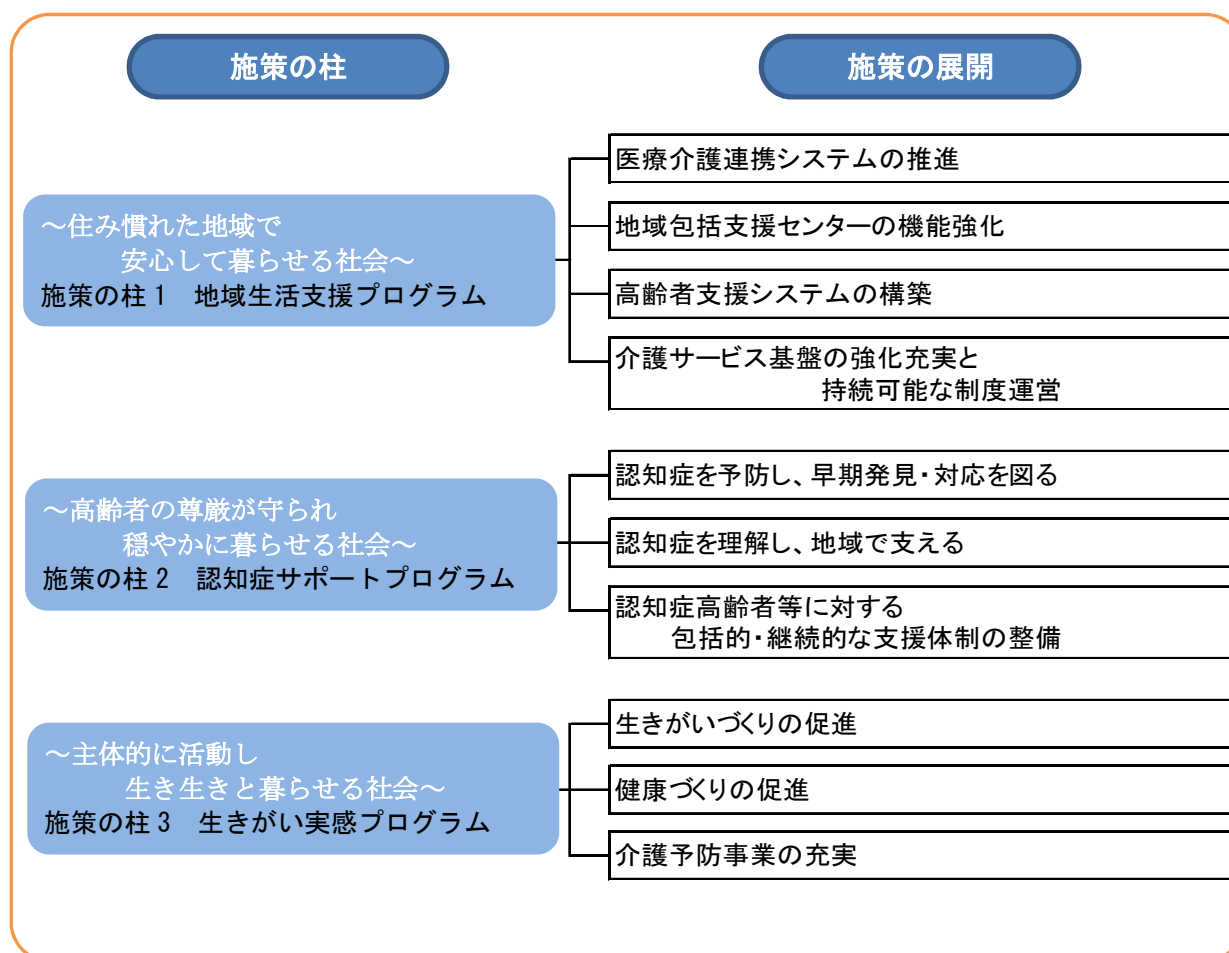 施策の柱
施策の展開
～住み慣れた地域で
安心して暮らせる社会～
施策の柱1　地域生活支援プログラム
医療介護連携システムの推進
地域包括支援センターの機能強化
高齢者支援システムの構築
介護サービス基盤の強化充実と
持続可能な制度運営
～高齢者の尊厳が守られ
穏やかに暮らせる社会～
施策の柱2　認知症サポートプログラム
認知症を予防し、早期発見・対応を図る
認知症を理解し、地域で支える
認知症高齢者等に対する
包括的・継続的な支援体制の整備
～主体的に活動し
生き生きと暮らせる社会～
施策の柱3　生きがい実感プログラム
生きがいづくりの促進
健康づくりの促進
介護予防事業の充実